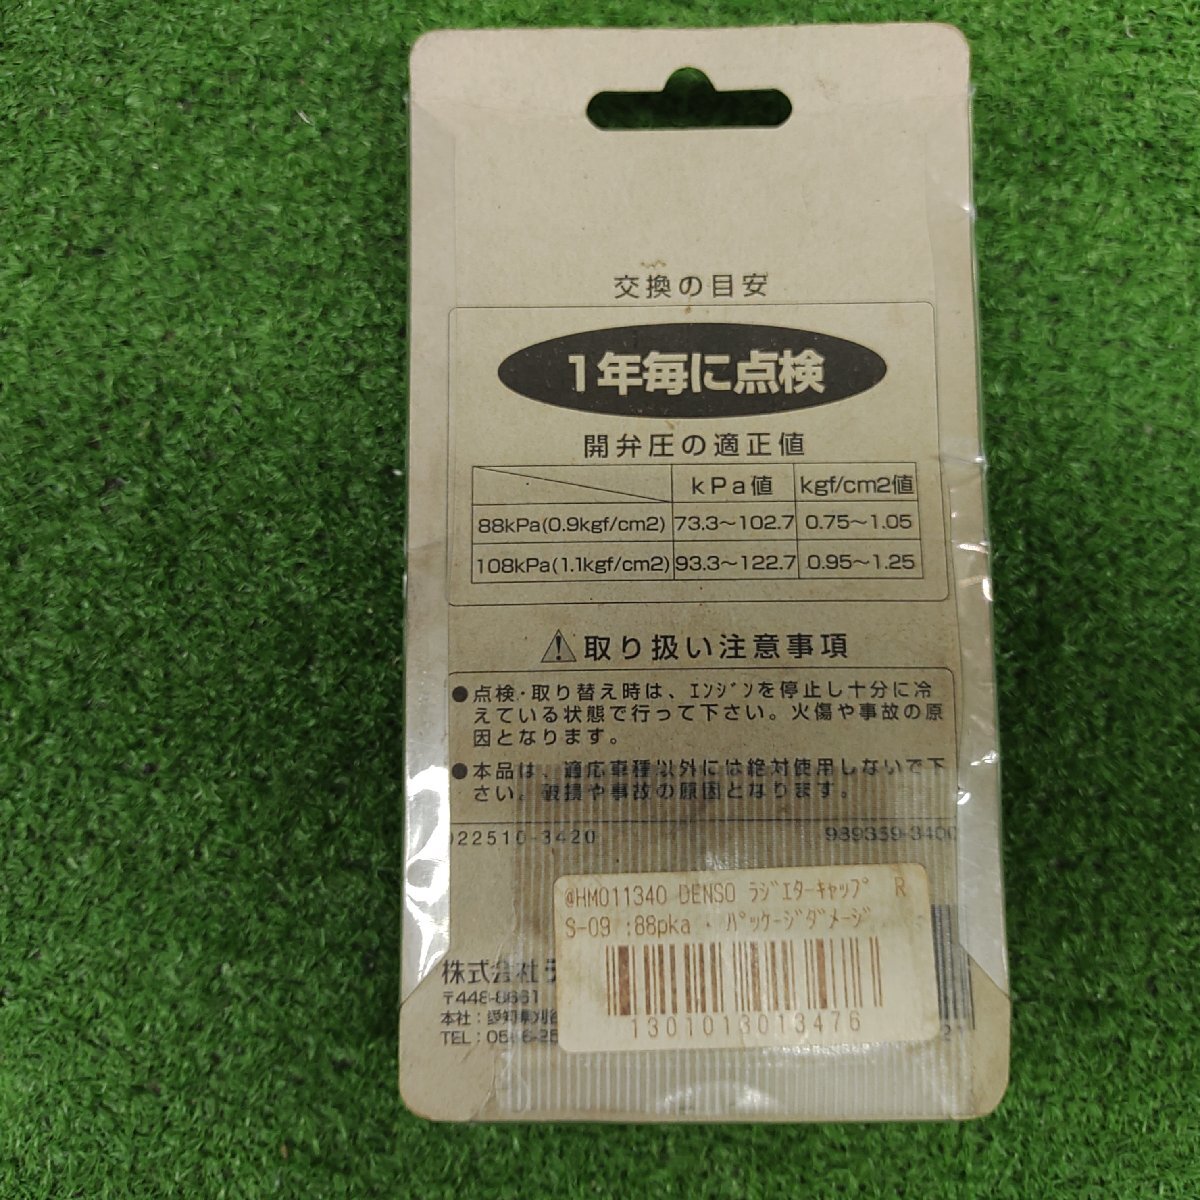 交換の目安
1年毎に点検
開弁圧の適正値
kPa値 kgf/cm2値
88kPa(0.9kgf/cm2) 73.3～102.7 0.75～1.05
108kPa(1.1kgf/cm2) 93.3～122.7 0.95～1.25
取り扱い注意事項
●点検・取り替え時は、ｴﾝｼﾞﾝを停止し十分に冷
えている状態で行って下さい。火傷や事故の原
因となります。
●本品は、適応車種以外には絶対使用しないで下
さい。破損や事故の原因となります。
022510-3420 989359-3400
@HM011340 DENSO ﾗｼﾞｴﾀｰｷｬｯﾌﾟ R
S-09 :88pka ・ ﾊﾟｯｹｰｼﾞﾀﾞﾒｰｼﾞ
1301013013476
株式会社デ
〒448-8661
本社：愛知県刈谷
TEL：0566-25